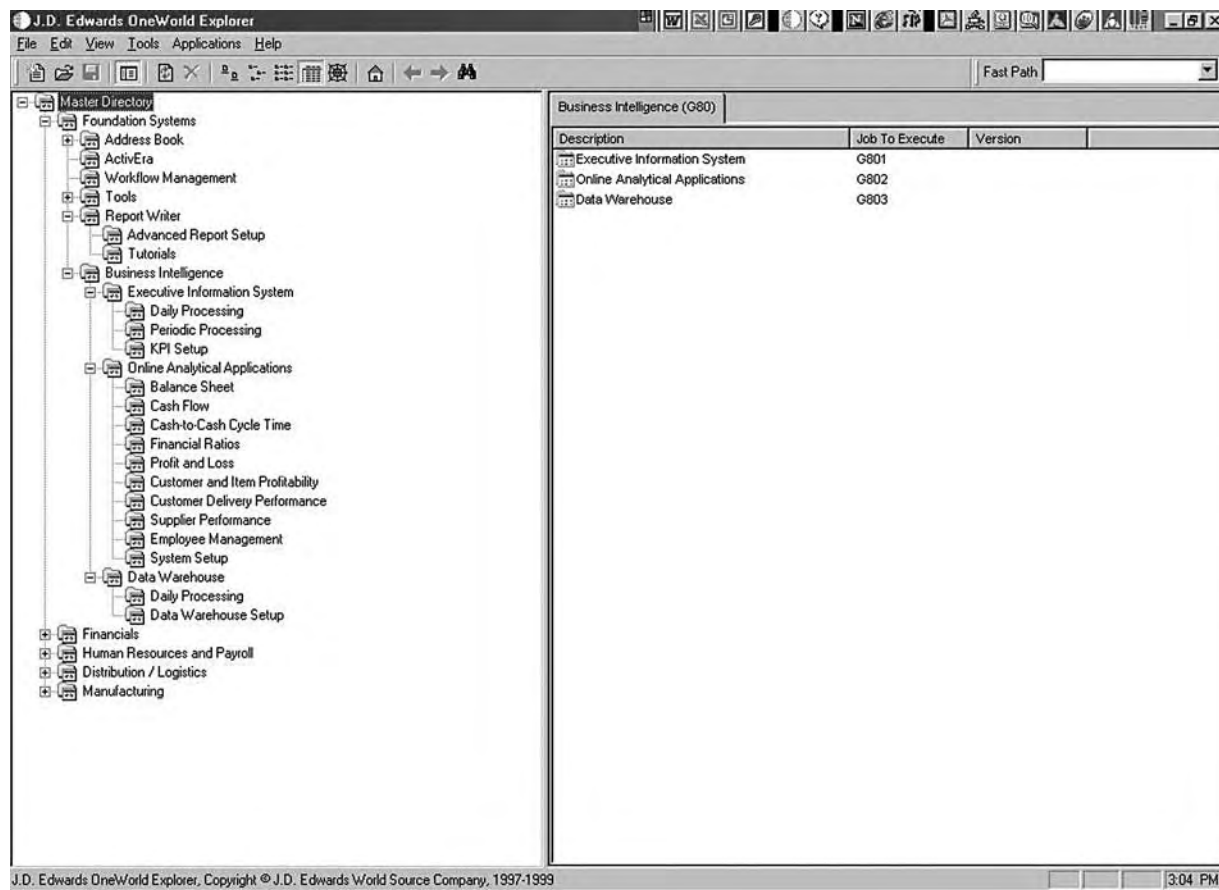 J.D. Edwards OneWorld Explorer
File Edit View Tools Applications Help
Fast Path
Master Directory
Foundation Systems
Address Book
ActivEra
Workflow Management
Tools
Report Writer
Advanced Report Setup
Tutorials
Business Intelligence
Executive Information System
Daily Processing
Periodic Processing
KPI Setup
Online Analytical Applications
Balance Sheet
Cash Flow
Cash-to-Cash Cycle Time
Financial Ratios
Profit and Loss
Customer and Item Profitability
Customer Delivery Performance
Supplier Performance
Employee Management
System Setup
Data Warehouse
Daily Processing
Data Warehouse Setup
Financials
Human Resources and Payroll
Distribution / Logistics
Manufacturing
Business Intelligence (G80)
Description Job To Execute Version
Executive Information System G801
Online Analytical Applications G802
Data Warehouse G803
J.D. Edwards OneWorld Explorer, Copyright © J.D. Edwards World Source Company, 1997-1999
3:04 PM